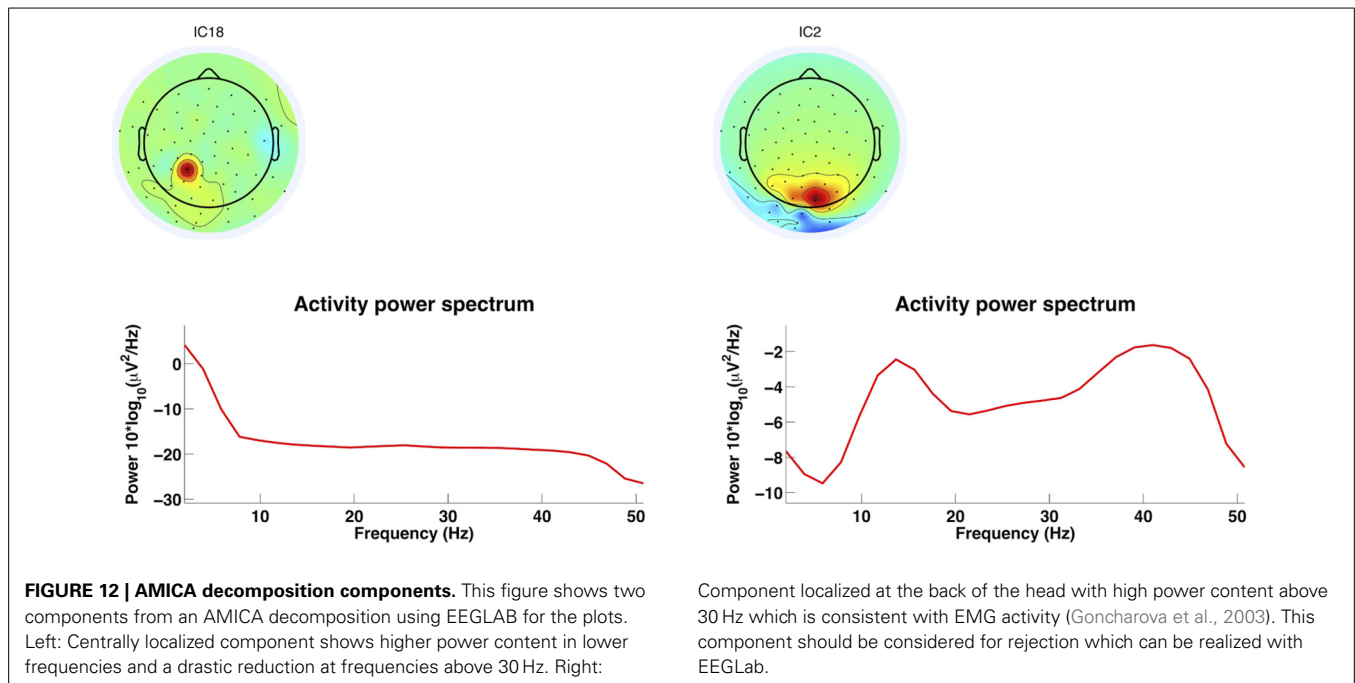 IC18
Activity power spectrum
Power 10*log10(μV2/Hz)
0
−10
−20
−30
10 20 30 40 50
Frequency (Hz)
IC2
Activity power spectrum
Power 10*log10(μV2/Hz)
−2
−4
−6
−8
−10
10 20 30 40 50
Frequency (Hz)
FIGURE 12 | AMICA decomposition components. This figure shows two
components from an AMICA decomposition using EEGLAB for the plots.
Left: Centrally localized component shows higher power content in lower
frequencies and a drastic reduction at frequencies above 30 Hz. Right:
Component localized at the back of the head with high power content above
30 Hz which is consistent with EMG activity (Goncharova et al., 2003). This
component should be considered for rejection which can be realized with
EEGLab.